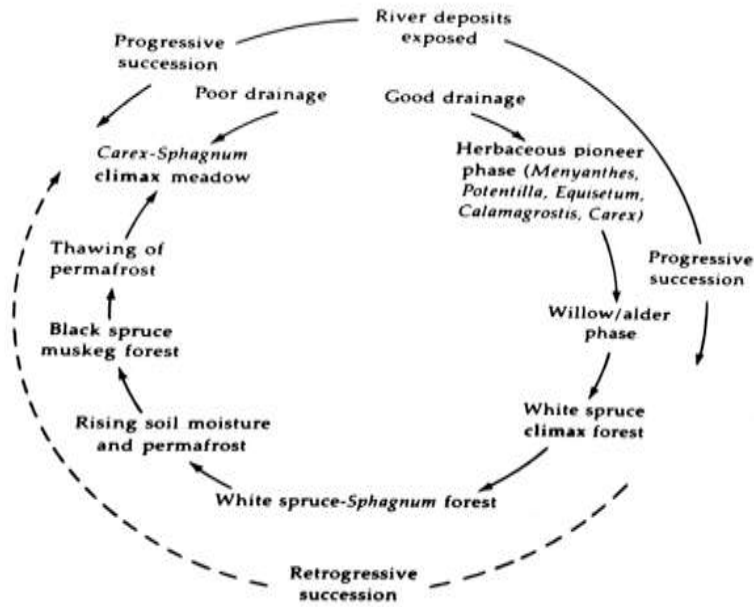 River deposits
exposed
Progressive
succession
Poor drainage
Good drainage
Carex-Sphagnum
climax meadow
Herbaceous pioneer
phase (Menyanthes,
Potentilla, Equisetum,
Calamagrostis, Carex)
Thawing of
permafrost
Progressive
succession
Willow/alder
phase
Black spruce
muskeg forest
White spruce
climax forest
Rising soil moisture
and permafrost
White spruce-Sphagnum forest
Retrogressive
succession